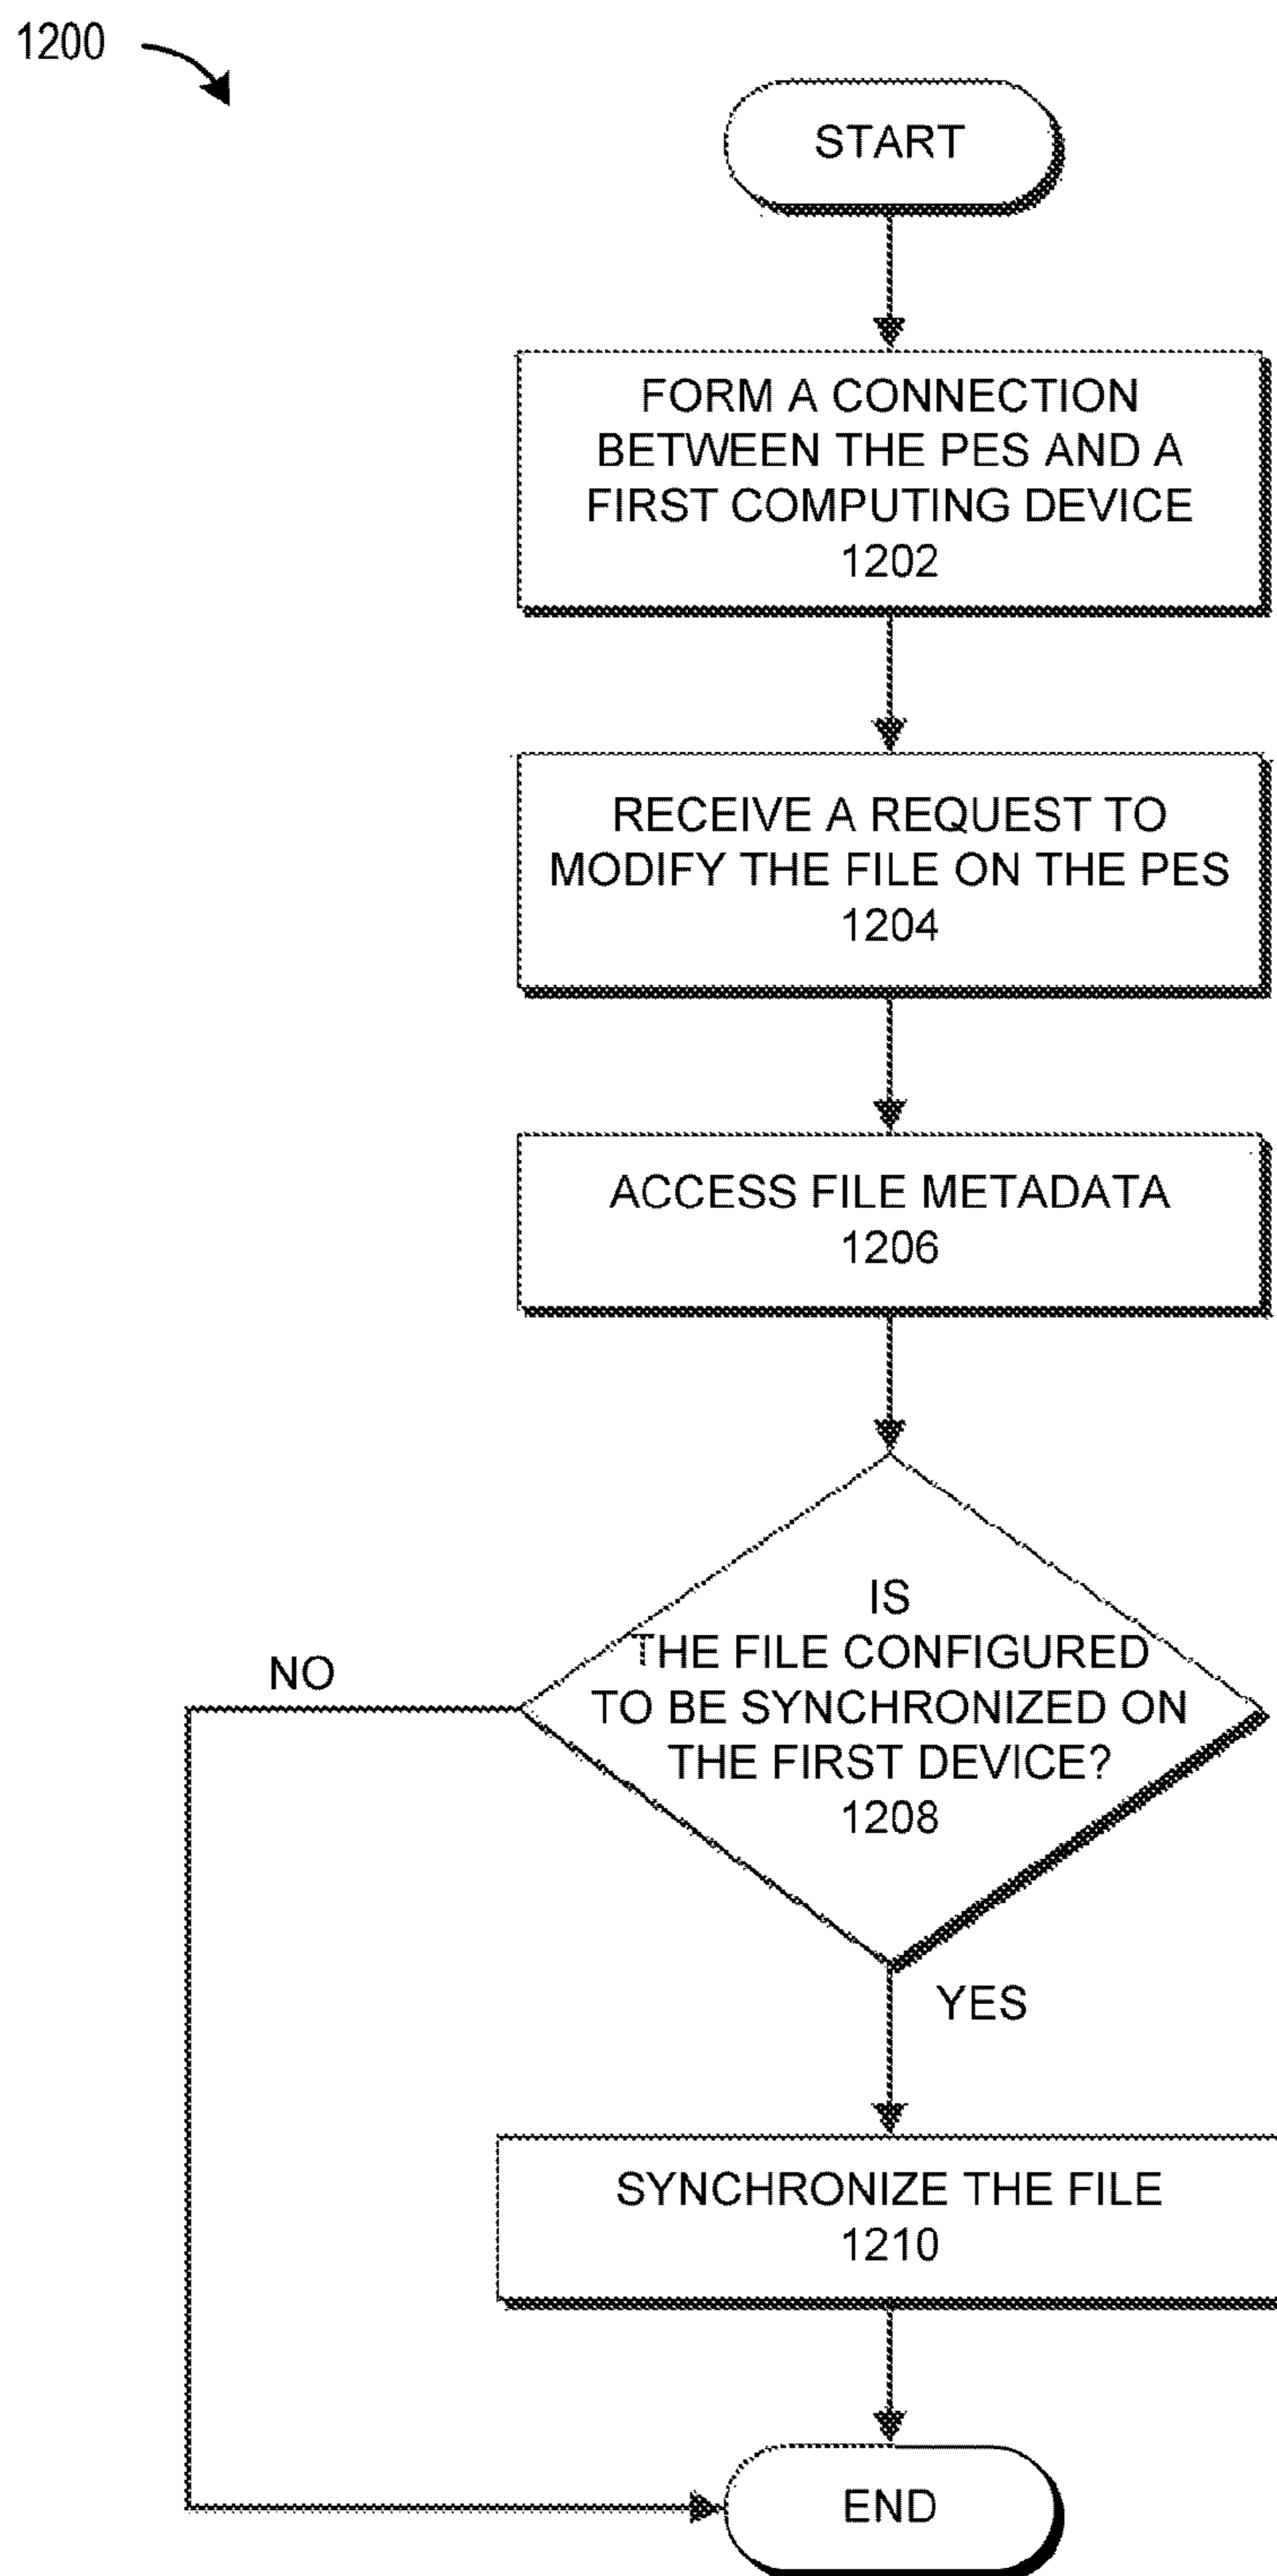 1200
START
FORM A CONNECTION
BETWEEN THE PES AND A
FIRST COMPUTING DEVICE
1202
RECEIVE A REQUEST TO
MODIFY THE FILE ON THE PES
1204
ACCESS FILE METADATA
1206
IS
THE FILE CONFIGURED
TO BE SYNCHRONIZED ON
THE FIRST DEVICE?
1208
NO
YES
SYNCHRONIZE THE FILE
1210
END